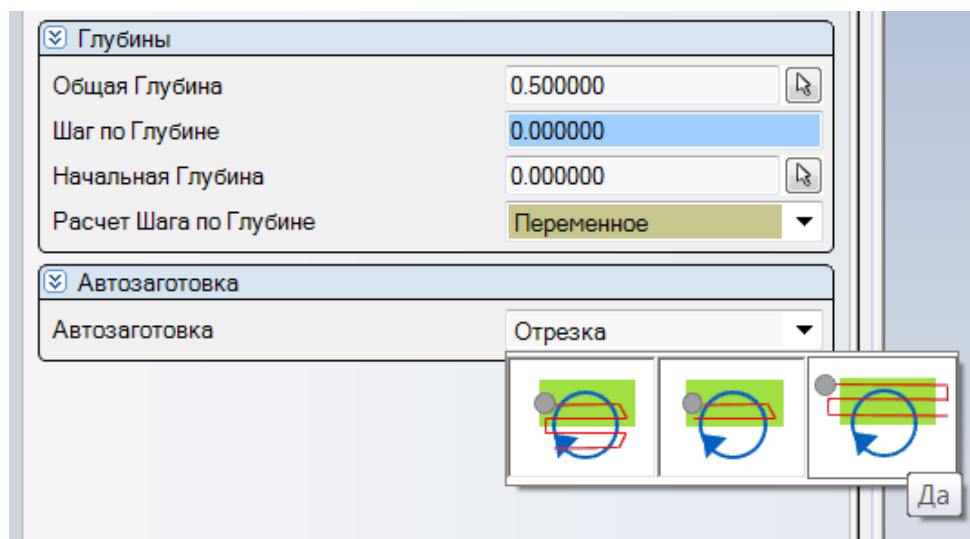 Глубины
Общая Глубина 0.500000
Шаг по Глубине 0.000000
Начальная Глубина 0.000000
Расчет Шага по Глубине Переменное
Автозаготовка
Автозаготовка Отрезка
Да